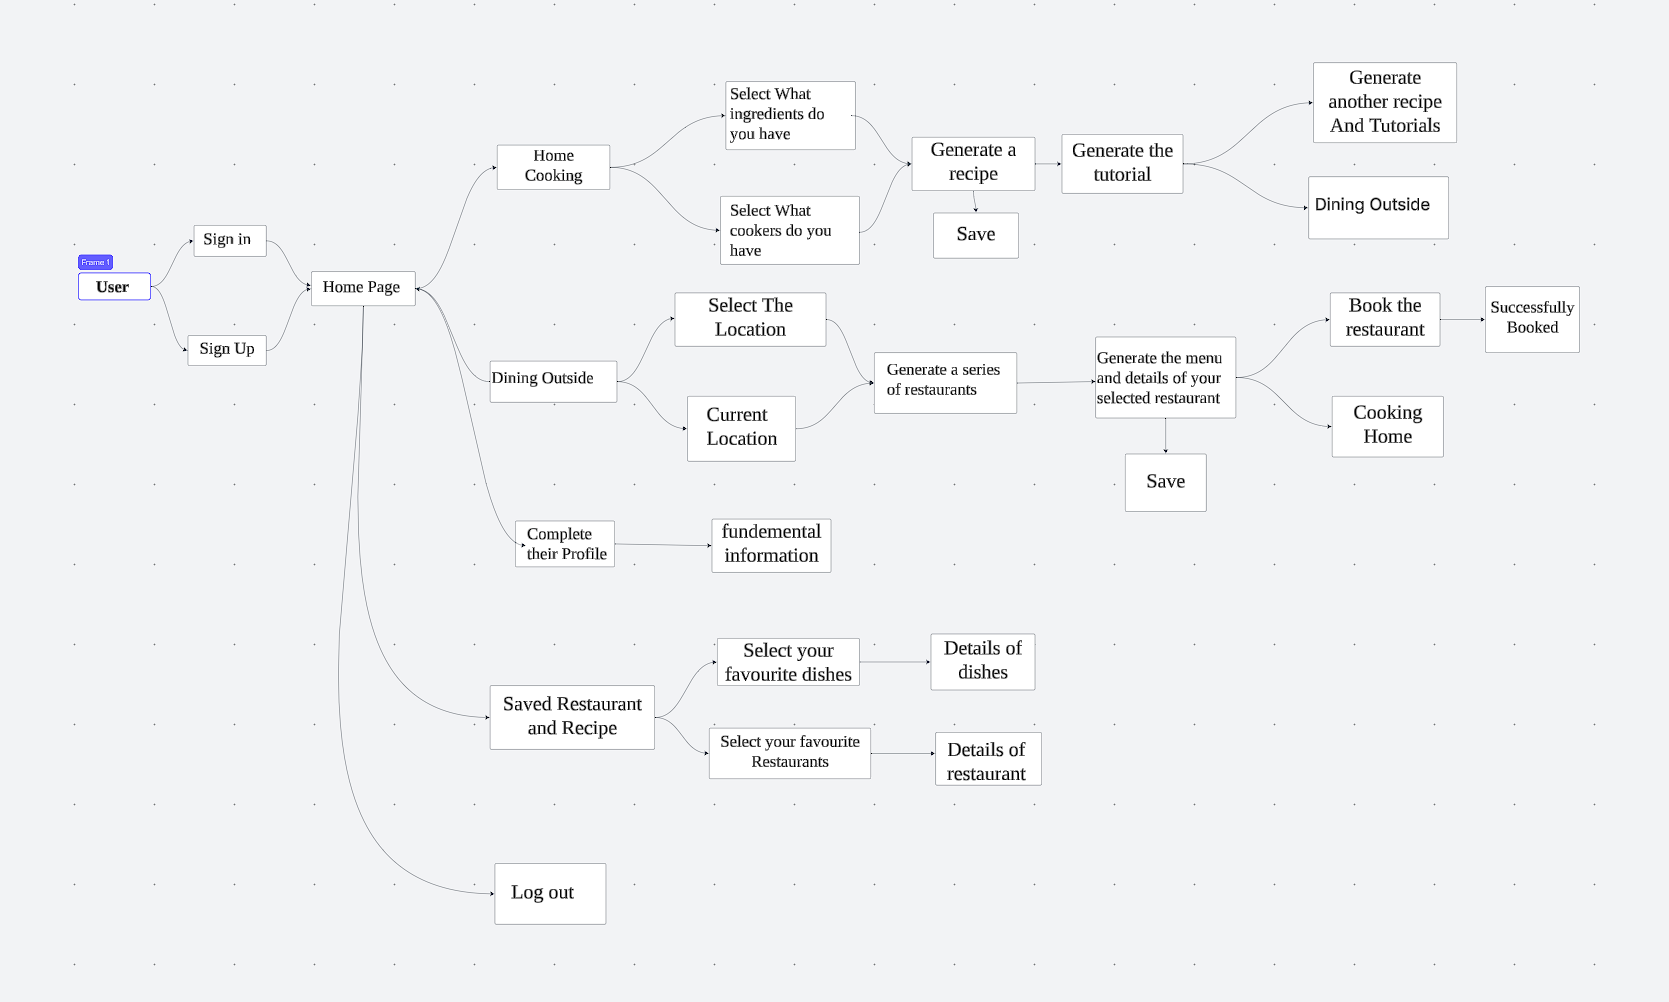 Frame 1
User
Sign in
Sign Up
Home Page
Home
Cooking
Select What
ingredients do
you have
Select What
cookers do you
have
Generate a
recipe
Save
Generate the
tutorial
Generate
another recipe
And Tutorials
Dining Outside
Dining Outside
Select The
Location
Current
Location
Generate a series
of restaurants
Generate the menu
and details of your
selected restaurant
Save
Book the
restaurant
Successfully
Booked
Cooking
Home
Complete
their Profile
fundemental
information
Saved Restaurant
and Recipe
Select your
favourite dishes
Details of
dishes
Select your favourite
Restaurants
Details of
restaurant
Log out